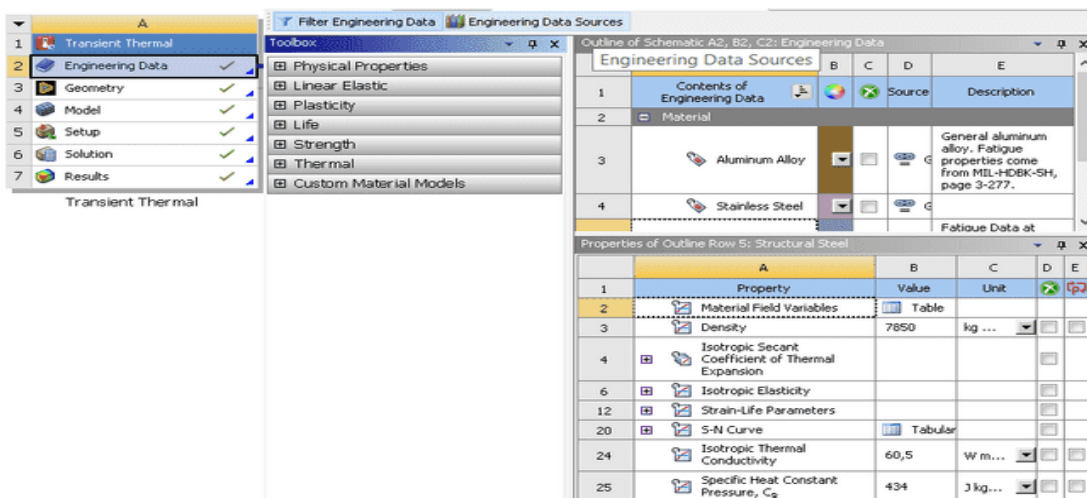 Filter Engineering Data Engineering Data Sources
A
1 Transient Thermal
2 Engineering Data
3 Geometry
4 Model
5 Setup
6 Solution
7 Results
Transient Thermal
Toolbox
Physical Properties
Linear Elastic
Plasticity
Life
Strength
Thermal
Custom Material Models
Outline of Schematic A2, B2, C2: Engineering Data
Engineering Data Sources
B C D E
1 Contents of Engineering Data Source Description
2 Material
3 Aluminum Alloy G General aluminum
alloy. Fatigue
properties come
from MIL-HDBK-5H,
page 3-277.
4 Stainless Steel G
Fatigue Data at
Properties of Outline Row 5: Structural Steel
A B C D E
1 Property Value Unit
2 Material Field Variables Table
3 Density 7850 kg ...
4 Isotropic Secant
Coefficient of Thermal
Expansion
6 Isotropic Elasticity
12 Strain-Life Parameters
20 S-N Curve Tabular
24 Isotropic Thermal
Conductivity 60,5 W m...
25 Specific Heat Constant
Pressure, Cₚ 434 J kg...